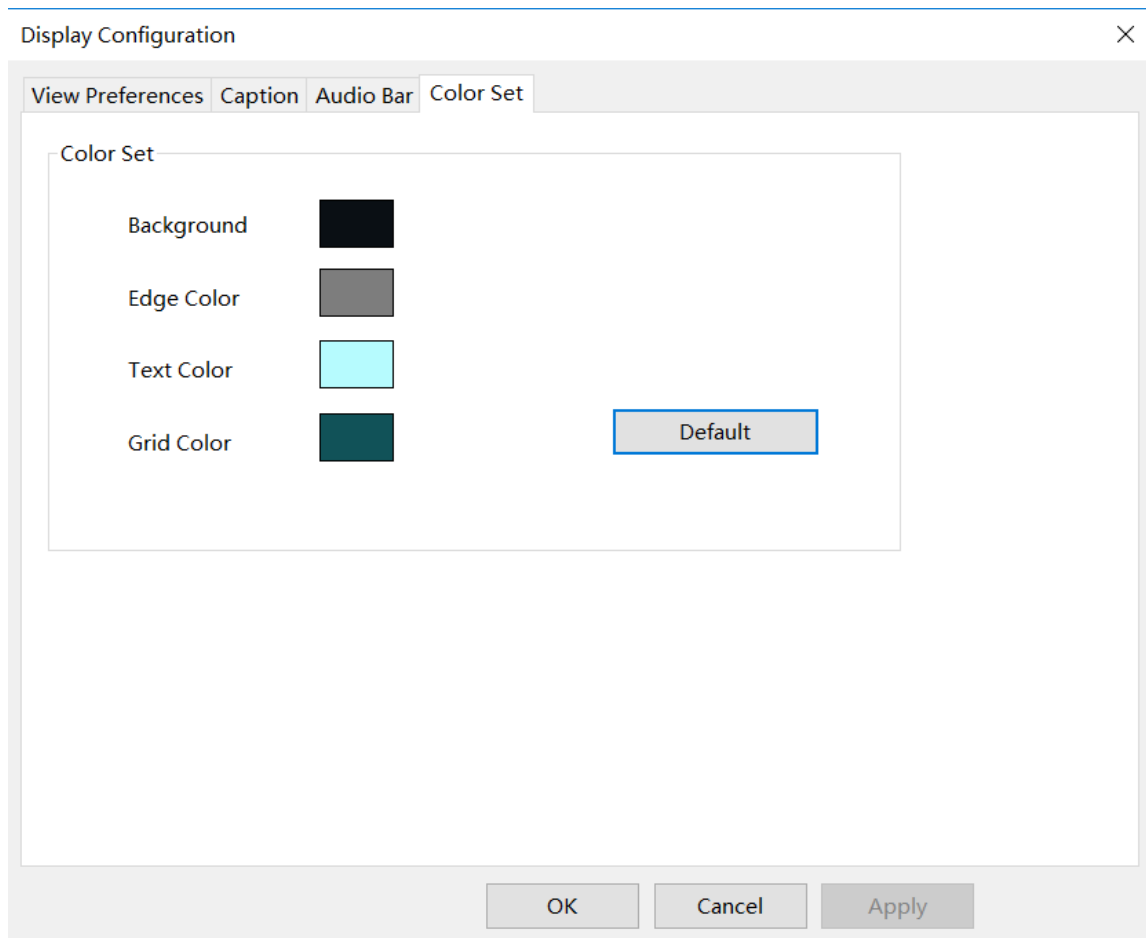 Display Configuration
View Preferences Caption Audio Bar Color Set
Color Set
Background
Edge Color
Text Color
Grid Color
Default
OK Cancel Apply